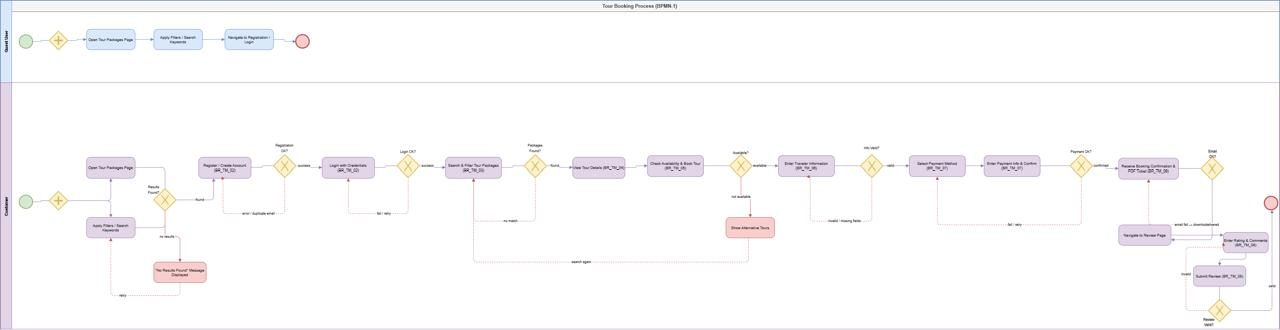 Tour Booking Process (BPMN-1)
Guest User
Open Tour Packages Page
Apply Filters / Search
Keywords
Navigate to Registration /
Login
Customer
Open Tour Packages Page
Apply Filters / Search
Keywords
Results
Found?
found
no results
"No Results Found" Message
Displayed
retry
Register / Create Account
(BR_TM_02)
Registration
OK?
success
error / duplicate email
Login with Credentials
(BR_TM_02)
Login OK?
success
fail / retry
Search & Filter Tour Packages
(BR_TM_03)
Packages
Found?
found
no match
View Tour Details (BR_TM_04)
Check Availability & Book Tour
(BR_TM_05)
Available?
available
not available
Show Alternative Tours
search again
Enter Traveler Information
(BR_TM_06)
Info Valid?
valid
invalid / missing fields
Select Payment Method
(BR_TM_07)
Enter Payment Info & Confirm
(BR_TM_07)
Payment OK?
confirmed
fail / retry
Receive Booking Confirmation &
PDF Ticket (BR_TM_08)
Email
OK?
Navigate to Review Page
Enter Rating & Comments
Submit Review
invalid
valid
Review
Valid?